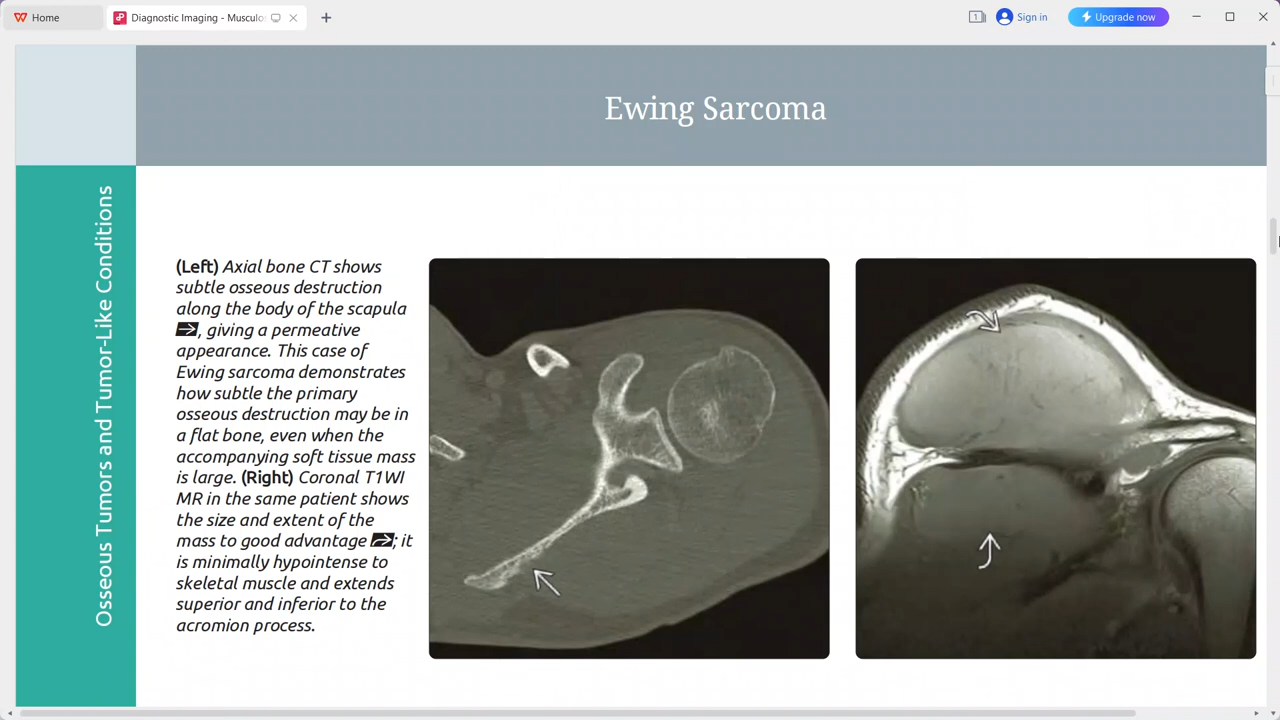 Home
Diagnostic Imaging - Musculos
1
Sign in
Upgrade now
Ewing Sarcoma
Osseous Tumors and Tumor-Like Conditions
(Left) Axial bone CT shows
subtle osseous destruction
along the body of the scapula
, giving a permeative
appearance. This case of
Ewing sarcoma demonstrates
how subtle the primary
osseous destruction may be in
a flat bone, even when the
accompanying soft tissue mass
is large. (Right) Coronal T1WI
MR in the same patient shows
the size and extent of the
mass to good advantage ; it
is minimally hypointense to
skeletal muscle and extends
superior and inferior to the
acromion process.